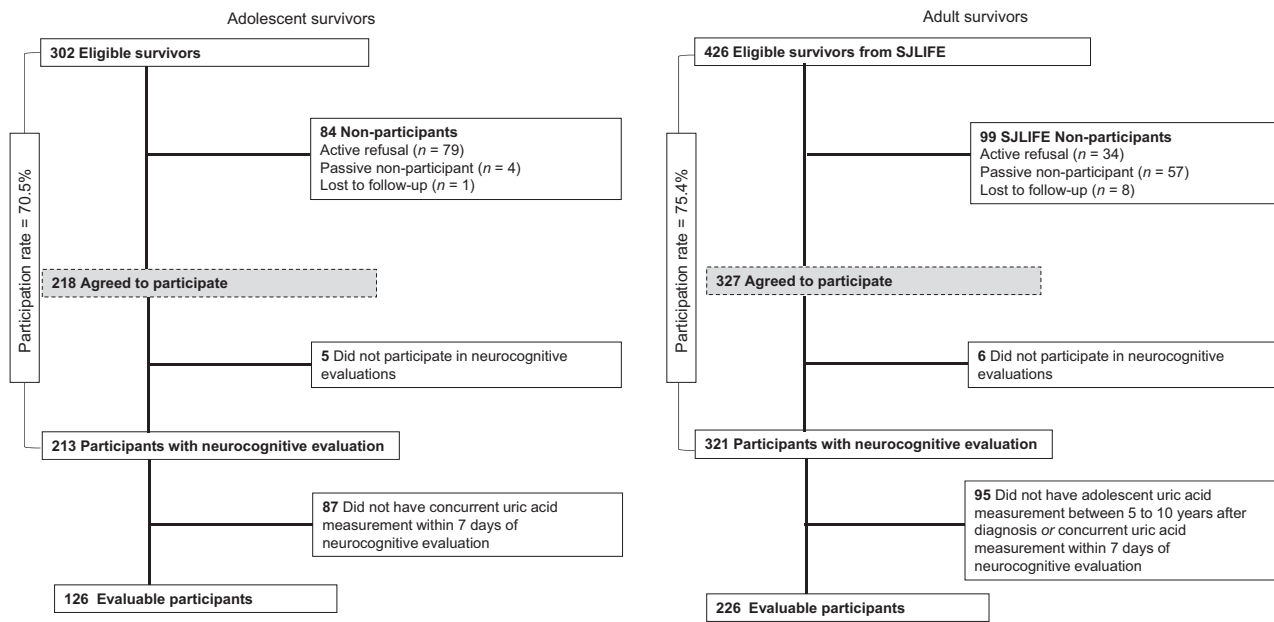 Adolescent survivors
302 Eligible survivors
84 Non-participants
Active refusal (n = 79)
Passive non-participant (n = 4)
Lost to follow-up (n = 1)
Participation rate = 70.5%
218 Agreed to participate
5 Did not participate in neurocognitive
evaluations
213 Participants with neurocognitive evaluation
87 Did not have concurrent uric acid
measurement within 7 days of
neurocognitive evaluation
126 Evaluable participants
Adult survivors
426 Eligible survivors from SJLIFE
99 SJLIFE Non-participants
Active refusal (n = 34)
Passive non-participant (n = 57)
Lost to follow-up (n = 8)
Participation rate = 75.4%
327 Agreed to participate
6 Did not participate in neurocognitive
evaluations
321 Participants with neurocognitive evaluation
95 Did not have adolescent uric acid
measurement between 5 to 10 years after
diagnosis or concurrent uric acid
measurement within 7 days of
neurocognitive evaluation
226 Evaluable participants